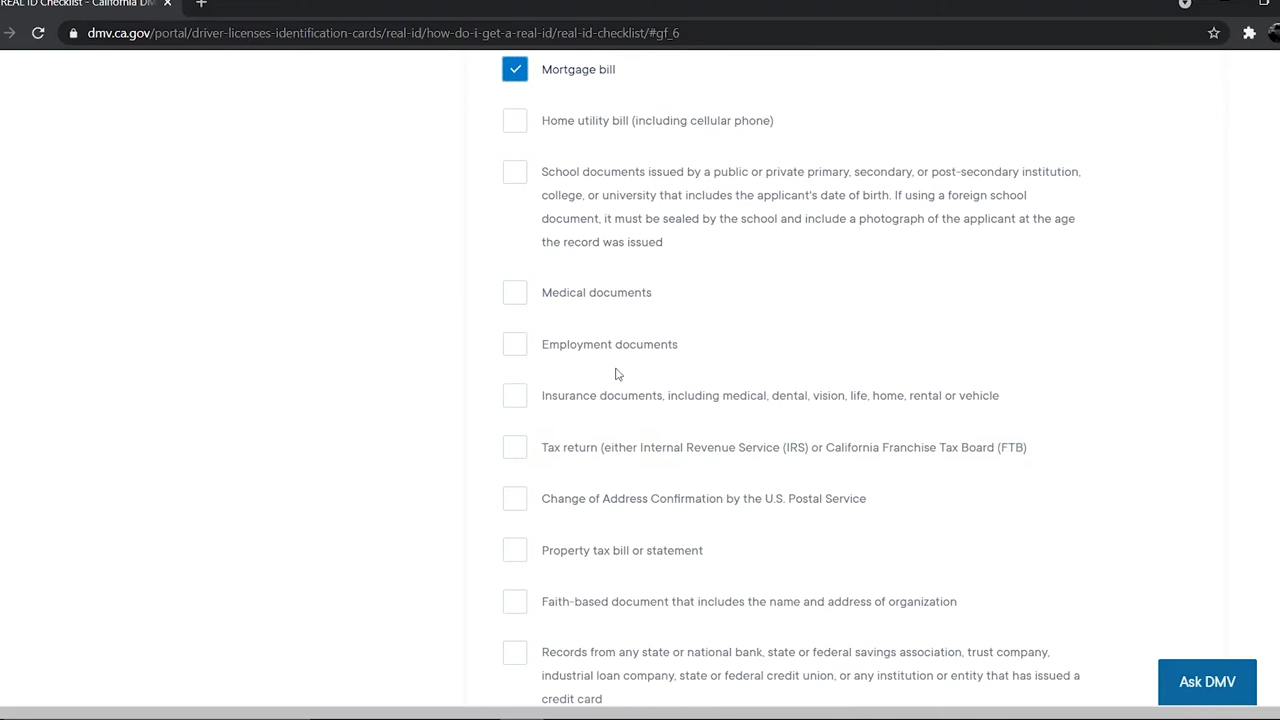 REAL ID Checklist - California DM
dmv.ca.gov/portal/driver-licenses-identification-cards/real-id/how-do-i-get-a-real-id/real-id-checklist/#gf_6
Mortgage bill
Home utility bill (including cellular phone)
School documents issued by a public or private primary, secondary, or post-secondary institution,
college, or university that includes the applicant's date of birth. If using a foreign school
document, it must be sealed by the school and include a photograph of the applicant at the age
the record was issued
Medical documents
Employment documents
Insurance documents, including medical, dental, vision, life, home, rental or vehicle
Tax return (either Internal Revenue Service (IRS) or California Franchise Tax Board (FTB)
Change of Address Confirmation by the U.S. Postal Service
Property tax bill or statement
Faith-based document that includes the name and address of organization
Records from any state or national bank, state or federal savings association, trust company,
industrial loan company, state or federal credit union, or any institution or entity that has issued a
credit card
Ask DMV